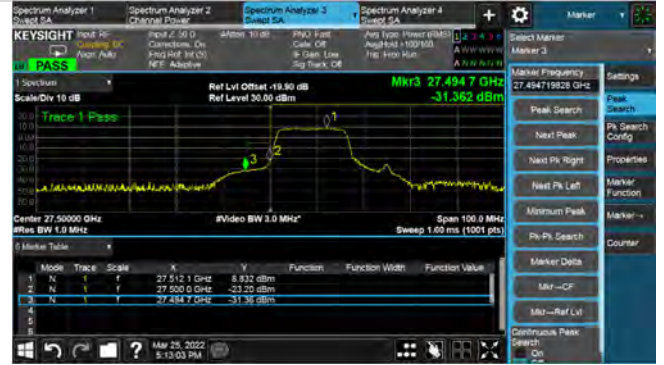 Spectrum Analyzer 1
Swept SA
Spectrum Analyzer 2
Channel Power
Spectrum Analyzer 3
Swept SA
Spectrum Analyzer 4
Swept SA
+
Marker
KEYSIGHT
Input: RF
Coupling: DC
Align: Auto
Input Z: 50 Ω
Corrections: On
Freq Ref: Int (S)
NFE: Adaptive
#Atten: 10 dB
PNO: Fast
Gate: Off
IF Gain: Low
Sig Track: Off
Avg Type: Power (RMS)
Avg|Hold: >100/100
Trig: Free Run
1 2 3 4 5 6
A W W W W W
A N N N N N
PASS
Select Marker
Marker 3
1 Spectrum
Scale/Div 10 dB
Ref Lvl Offset -19.90 dB
Ref Level 30.00 dBm
Mkr3 27.494 7 GHz
-31.362 dBm
Trace 1 Pass
1
2
3
Center 27.50000 GHz
#Res BW 1.0 MHz
#Video BW 3.0 MHz*
Span 100.0 MHz
Sweep 1.00 ms (1001 pts)
Marker Table
Mode Trace Scale X Y Function Function Width Function Value
1 N 1 f 27.512 1 GHz 8.832 dBm
2 N 1 f 27.500 0 GHz -23.20 dBm
3 N 1 f 27.494 7 GHz -31.36 dBm
4
5
6
Marker Frequency
27.494719828 GHz
Peak Search
Next Peak
Next Pk Right
Next Pk Left
Minimum Peak
Pk-Pk Search
Marker Delta
Mkr→CF
Mkr→Ref Lvl
Continuous Peak
Search
On
Off
Settings
Peak
Search
Pk Search
Config
Properties
Marker
Function
Marker→
Counter
?
Mar 25, 2022
5:13:03 PM